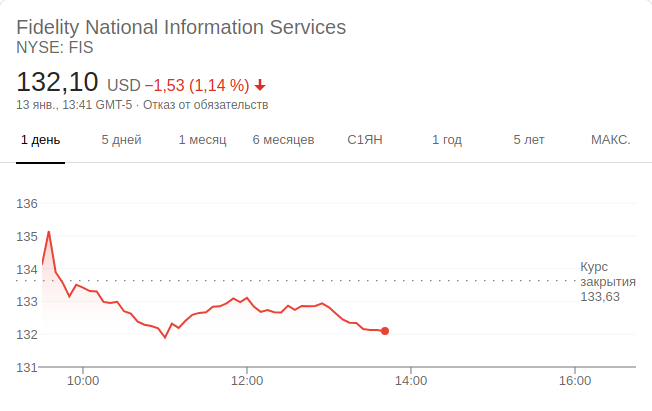 Fidelity National Information Services
NYSE: FIS
132,10 USD −1,53 (1,14 %)
13 янв., 13:41 GMT-5 · Отказ от обязательств
1 день 5 дней 1 месяц 6 месяцев С1ЯН 1 год 5 лет МАКС.
136
135
134
Курс
закрытия
133,63
133
132
131
10:00 12:00 14:00 16:00